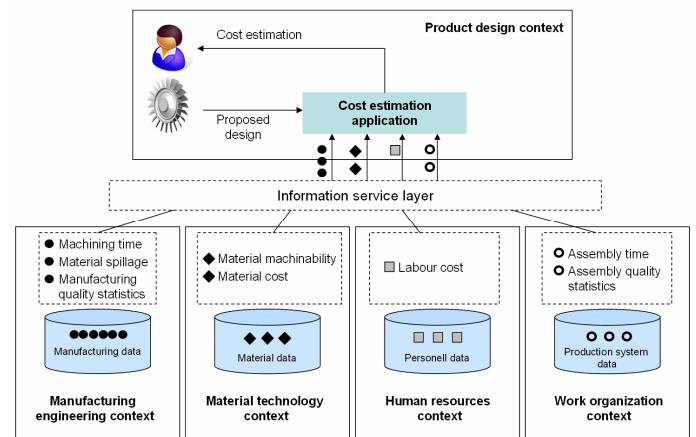 Product design context
Cost estimation
Cost estimation
application
Proposed
design
Information service layer
Machining time
Material spillage
Manufacturing
quality statistics
Manufacturing data
Manufacturing
engineering context
Material machinability
Material cost
Material data
Material technology
context
Labour cost
Personell data
Human resources
context
Assembly time
Assembly quality
statistics
Production system
data
Work organization
context